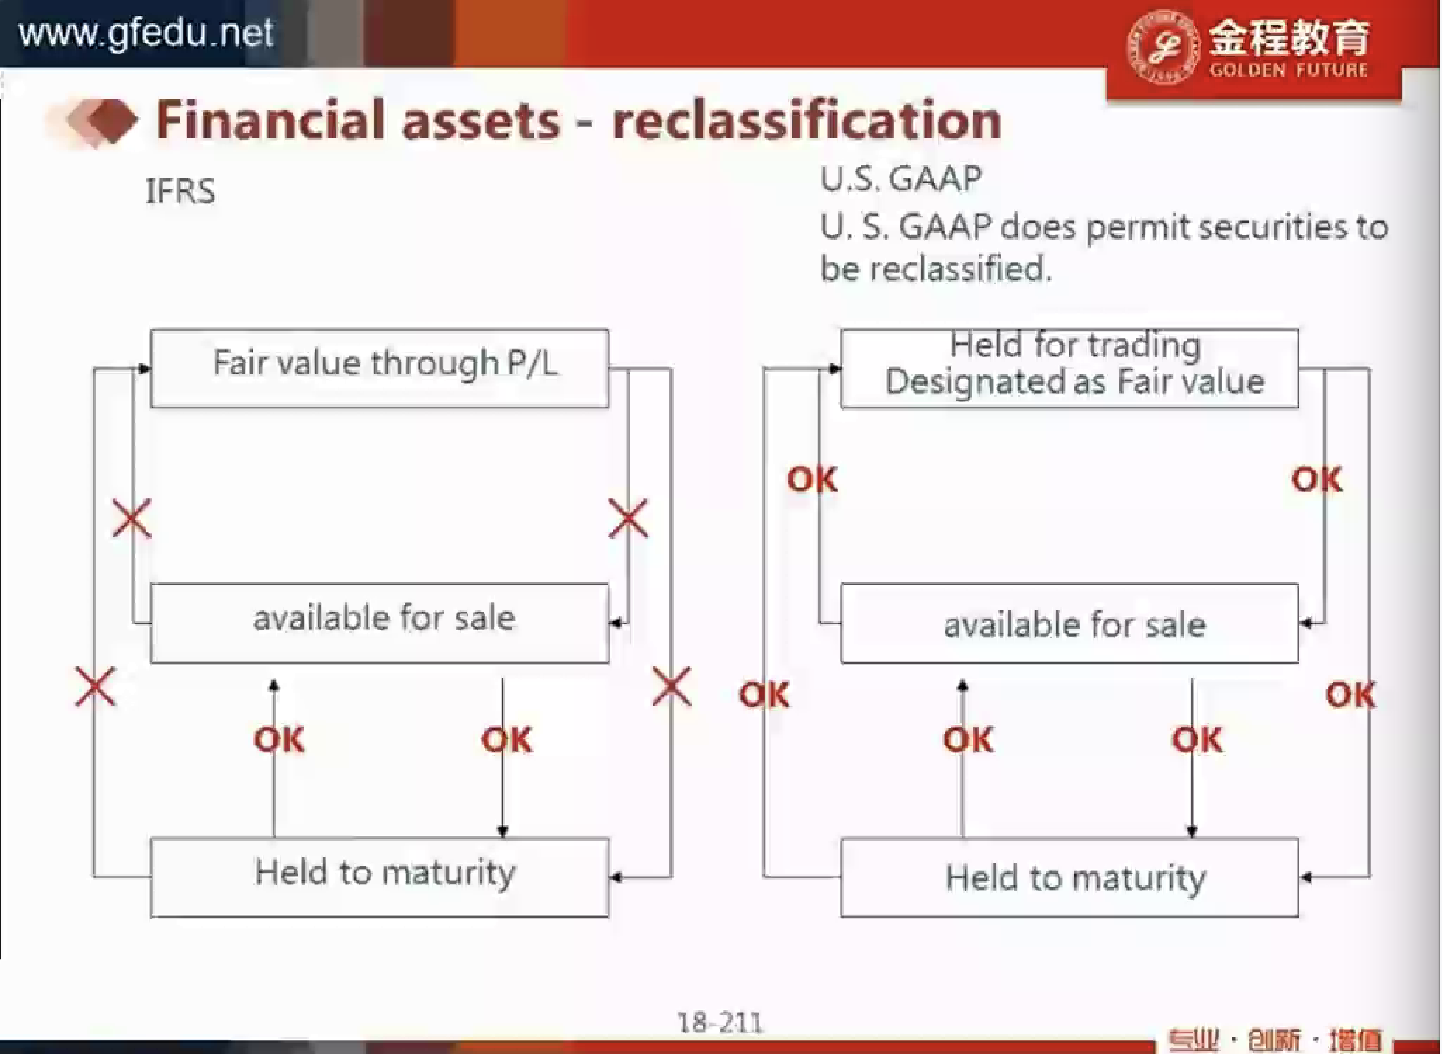 www.gfedu.net
金程教育
GOLDEN FUTURE
Financial assets - reclassification
IFRS
U.S. GAAP
U. S. GAAP does permit securities to
be reclassified.
Fair value through P/L
available for sale
OK
OK
Held to maturity
Held for trading
Designated as Fair value
OK
OK
available for sale
OK
OK
OK
OK
Held to maturity
18-211
专业·创新·增值